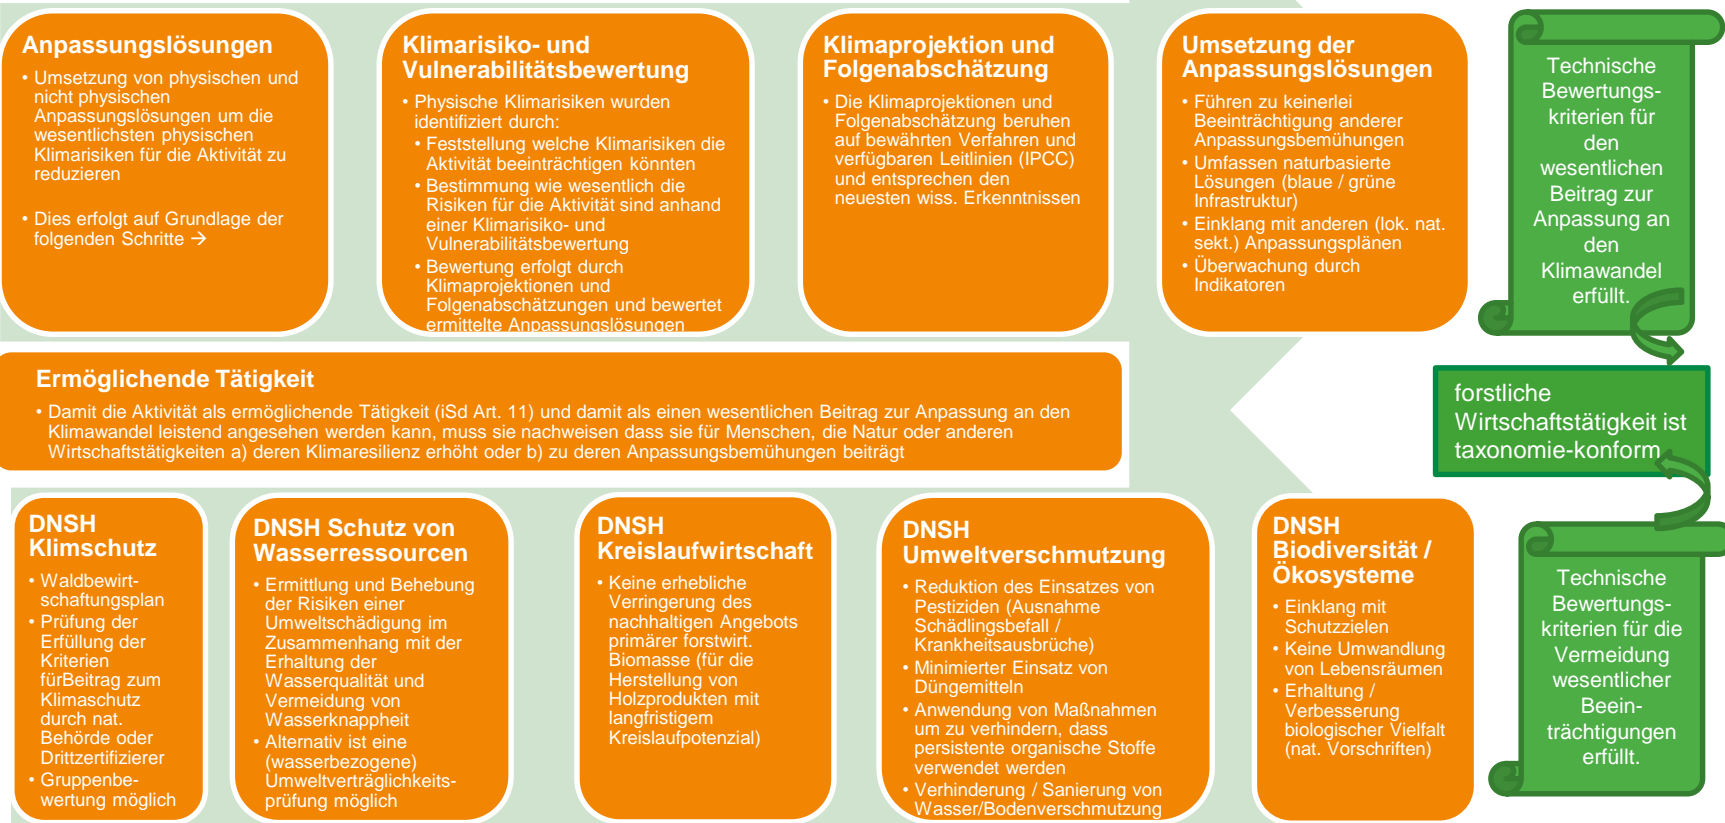 Anpassungslösungen
• Umsetzung von physischen und
nicht physischen
Anpassungslösungen um die
wesentlichsten physischen
Klimarisiken für die Aktivität zu
reduzieren
• Dies erfolgt auf Grundlage der
folgenden Schritte →
Klimarisiko- und
Vulnerabilitätsbewertung
• Physische Klimarisiken wurden
identifiziert durch:
• Feststellung welche Klimarisiken die
Aktivität beeinträchtigen könnten
• Bestimmung wie wesentlich die
Risiken für die Aktivität sind anhand
einer Klimarisiko- und
Vulnerabilitätsbewertung
• Bewertung erfolgt durch
Klimaprojektionen und
Folgenabschätzungen und bewertet
ermittelte Anpassungslösungen
Klimaprojektion und
Folgenabschätzung
• Die Klimaprojektionen und
Folgenabschätzung beruhen
auf bewährten Verfahren und
verfügbaren Leitlinien (IPCC)
und entsprechen den
neuesten wiss. Erkenntnissen
Umsetzung der
Anpassungslösungen
• Führen zu keinerlei
Beeinträchtigung anderer
Anpassungsbemühungen
• Umfassen naturbasierte
Lösungen (blaue / grüne
Infrastruktur)
• Einklang mit anderen (lok. nat.
sekt.) Anpassungsplänen
• Überwachung durch
Indikatoren
Technische
Bewertungs-
kriterien für
den
wesentlichen
Beitrag zur
Anpassung an
den
Klimawandel
erfüllt.
Ermöglichende Tätigkeit
• Damit die Aktivität als ermöglichende Tätigkeit (iSd Art. 11) und damit als einen wesentlichen Beitrag zur Anpassung an den
Klimawandel leistend angesehen werden kann, muss sie nachweisen dass sie für Menschen, die Natur oder anderen
Wirtschaftstätigkeiten a) deren Klimaresilienz erhöht oder b) zu deren Anpassungsbemühungen beiträgt
forstliche
Wirtschaftstätigkeit ist
taxonomie-konform
DNSH
Klimschutz
• Waldbewirt-
schaftungsplan
• Prüfung der
Erfüllung der
Kriterien
fürBeitrag zum
Klimaschutz
durch nat.
Behörde oder
Drittzertifizierer
• Gruppenbe-
wertung möglich
DNSH Schutz von
Wasserressourcen
• Ermittlung und Behebung
der Risiken einer
Umweltschädigung im
Zusammenhang mit der
Erhaltung der
Wasserqualität und
Vermeidung von
Wasserknappheit
• Alternativ ist eine
(wasserbezogene)
Umweltverträglichkeits-
prüfung möglich
DNSH
Kreislaufwirtschaft
• Keine erhebliche
Verringerung des
nachhaltigen Angebots
primärer forstwirt.
Biomasse (für die
Herstellung von
Holzprodukten mit
langfristigem
Kreislaufpotenzial)
DNSH
Umweltverschmutzung
• Reduktion des Einsatzes von
Pestiziden (Ausnahme
Schädlingsbefall /
Krankheitsausbrüche)
• Minimierter Einsatz von
Düngemitteln
• Anwendung von Maßnahmen
um zu verhindern, dass
persistente organische Stoffe
verwendet werden
• Verhinderung / Sanierung von
Wasser/Bodenverschmutzung
DNSH
Biodiversität /
Ökosysteme
• Einklang mit
Schutzzielen
• Keine Umwandlung
von Lebensräumen
• Erhaltung /
Verbesserung
biologischer Vielfalt
(nat. Vorschriften)
Technische
Bewertungs-
kriterien für die
Vermeidung
wesentlicher
Beein-
trächtigungen
erfüllt.